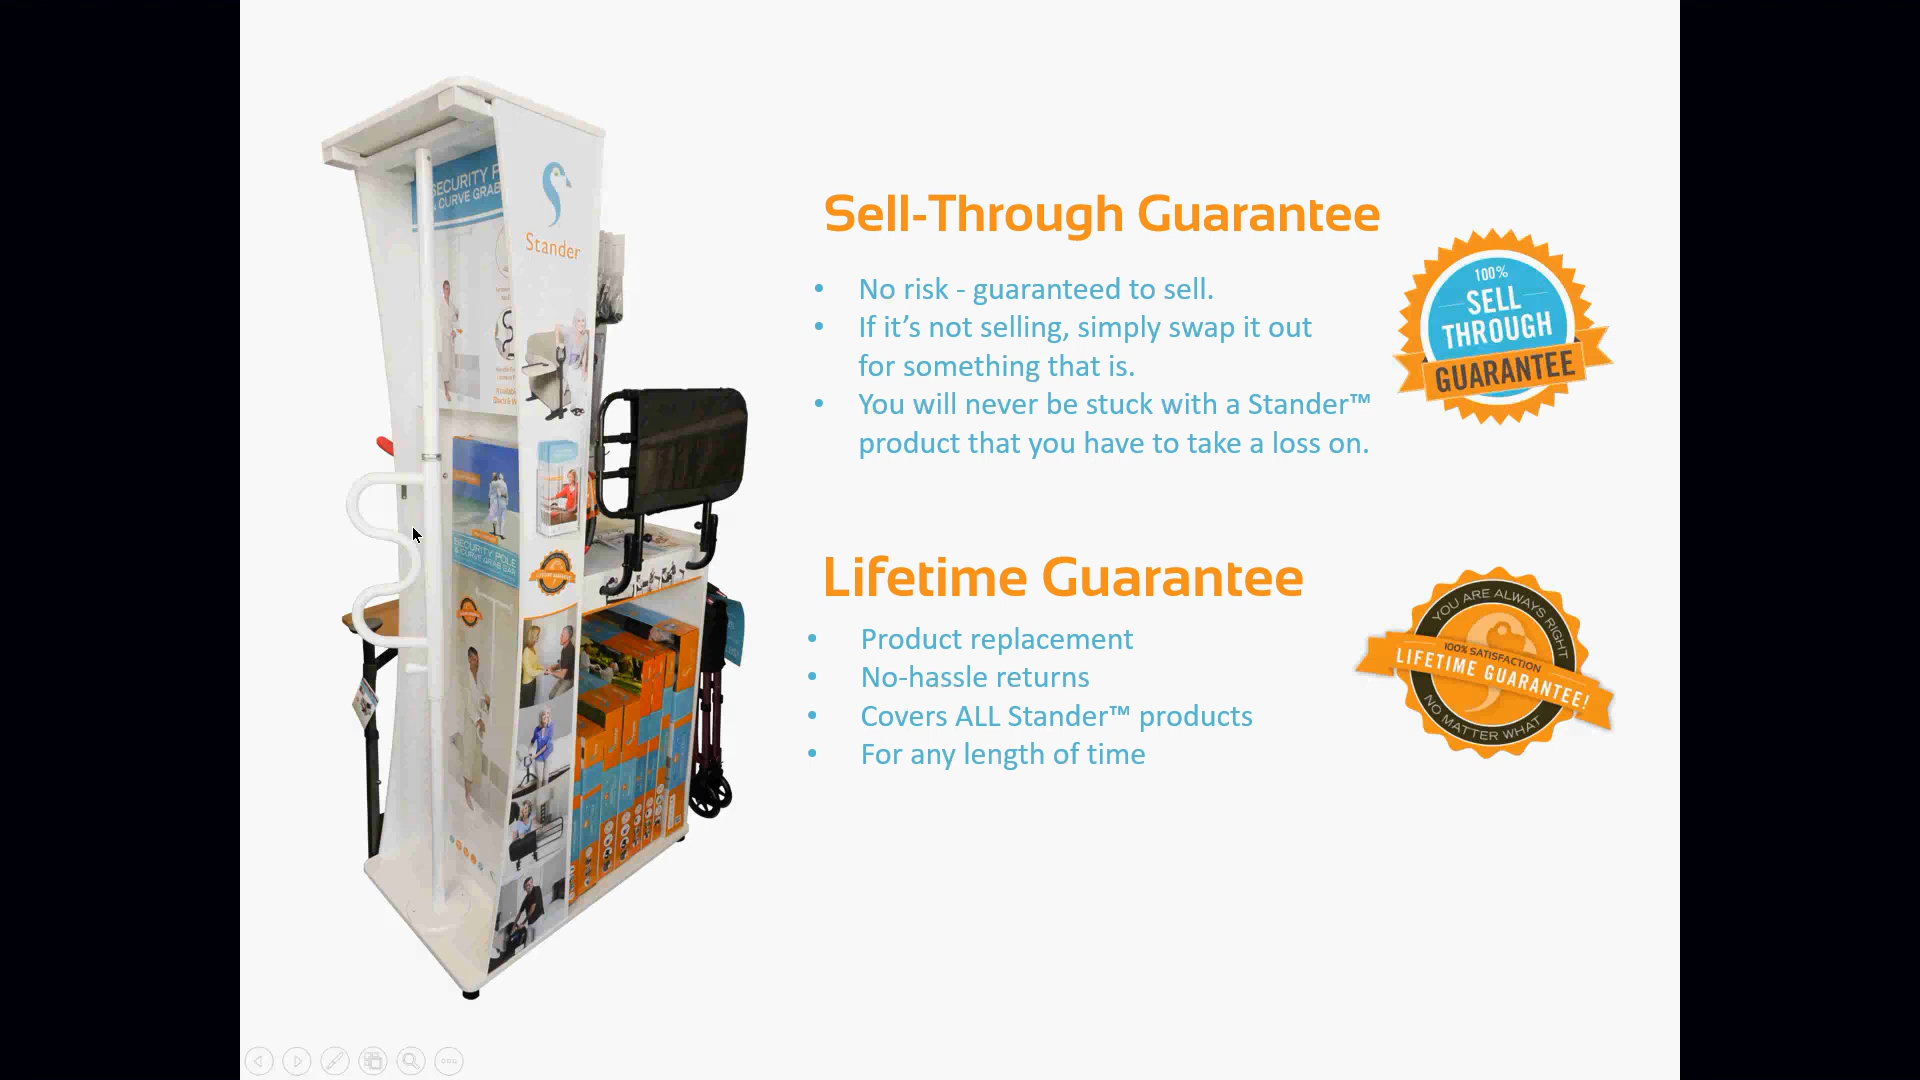 SECURITY P
CURVE GRAB
Stander
SECURITY POLE
& CURVE GRAB BAR
Sell-Through Guarantee
• No risk - guaranteed to sell.
• If it’s not selling, simply swap it out
for something that is.
• You will never be stuck with a Stander™
product that you have to take a loss on.
100%
SELL
THROUGH
GUARANTEE
Lifetime Guarantee
• Product replacement
• No-hassle returns
• Covers ALL Stander™ products
• For any length of time
YOU ARE ALWAYS RIGHT
100% SATISFACTION
LIFETIME GUARANTEE!
NO MATTER WHAT